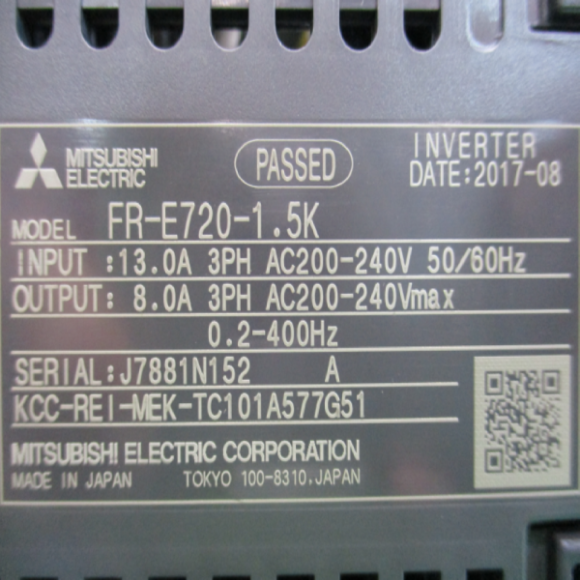 MITSUBISHI ELECTRIC
PASSED
INVERTER
DATE:2017-08
MODEL FR-E720-1.5K
INPUT :13.0A 3PH AC200-240V 50/60Hz
OUTPUT: 8.0A 3PH AC200-240Vmax
0.2-400Hz
SERIAL:J7881N152 A
KCC-REI-MEK-TC101A577G51
MITSUBISHI ELECTRIC CORPORATION
MADE IN JAPAN TOKYO 100-8310, JAPAN